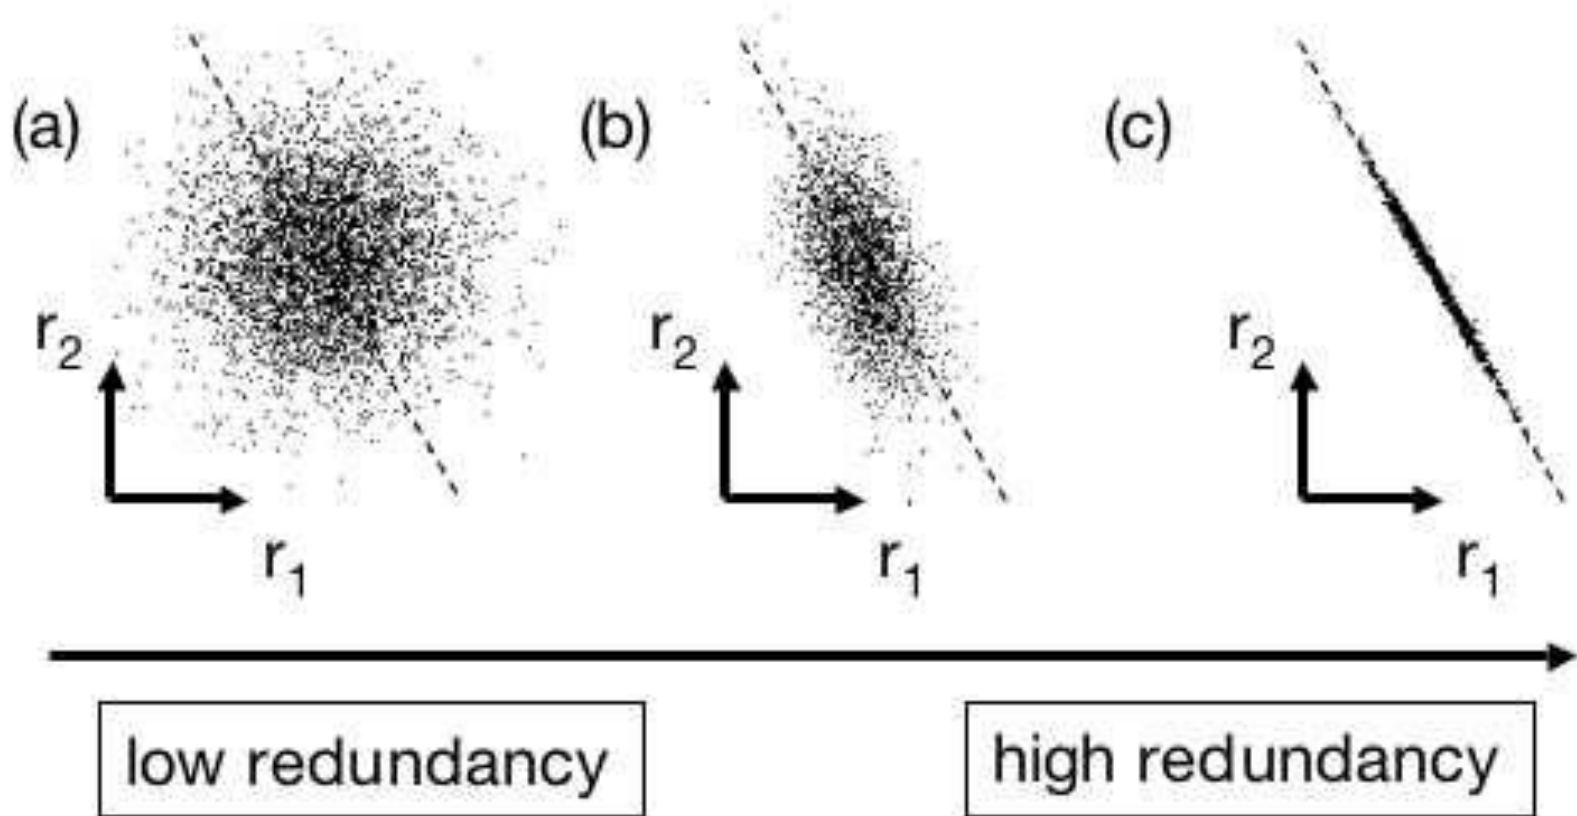 (a)
(b)
(c)
r2
r2
r2
r1
r1
r1
low redundancy
high redundancy